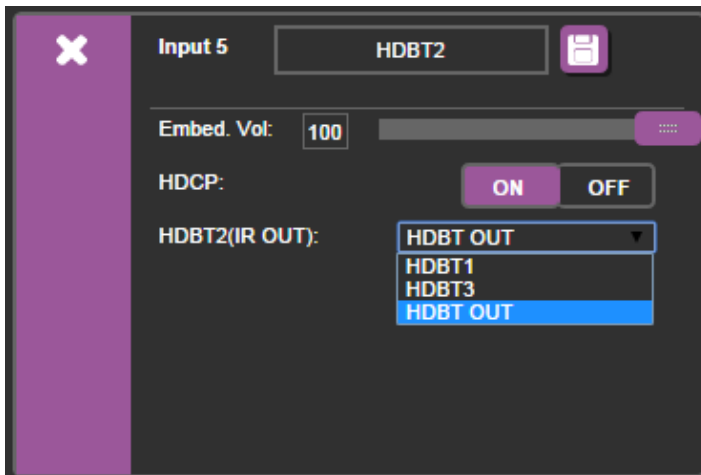 Input 5 HDBT2
Embed. Vol: 100
HDCP: ON OFF
HDBT2(IR OUT): HDBT OUT
HDBT1
HDBT3
HDBT OUT